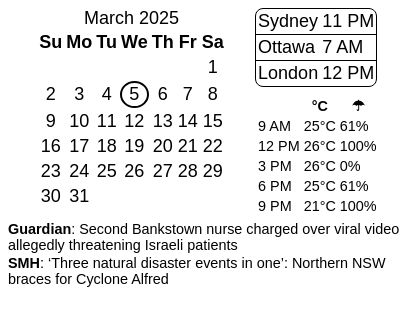 March 2025
Su Mo Tu We Th Fr Sa
1
2 3 4 5 6 7 8
9 10 11 12 13 14 15
16 17 18 19 20 21 22
23 24 25 26 27 28 29
30 31
Sydney 11 PM
Ottawa 7 AM
London 12 PM
°C ☂
9 AM 25°C 61%
12 PM 26°C 100%
3 PM 26°C 0%
6 PM 25°C 61%
9 PM 21°C 100%
Guardian: Second Bankstown nurse charged over viral video
allegedly threatening Israeli patients
SMH: ‘Three natural disaster events in one’: Northern NSW
braces for Cyclone Alfred